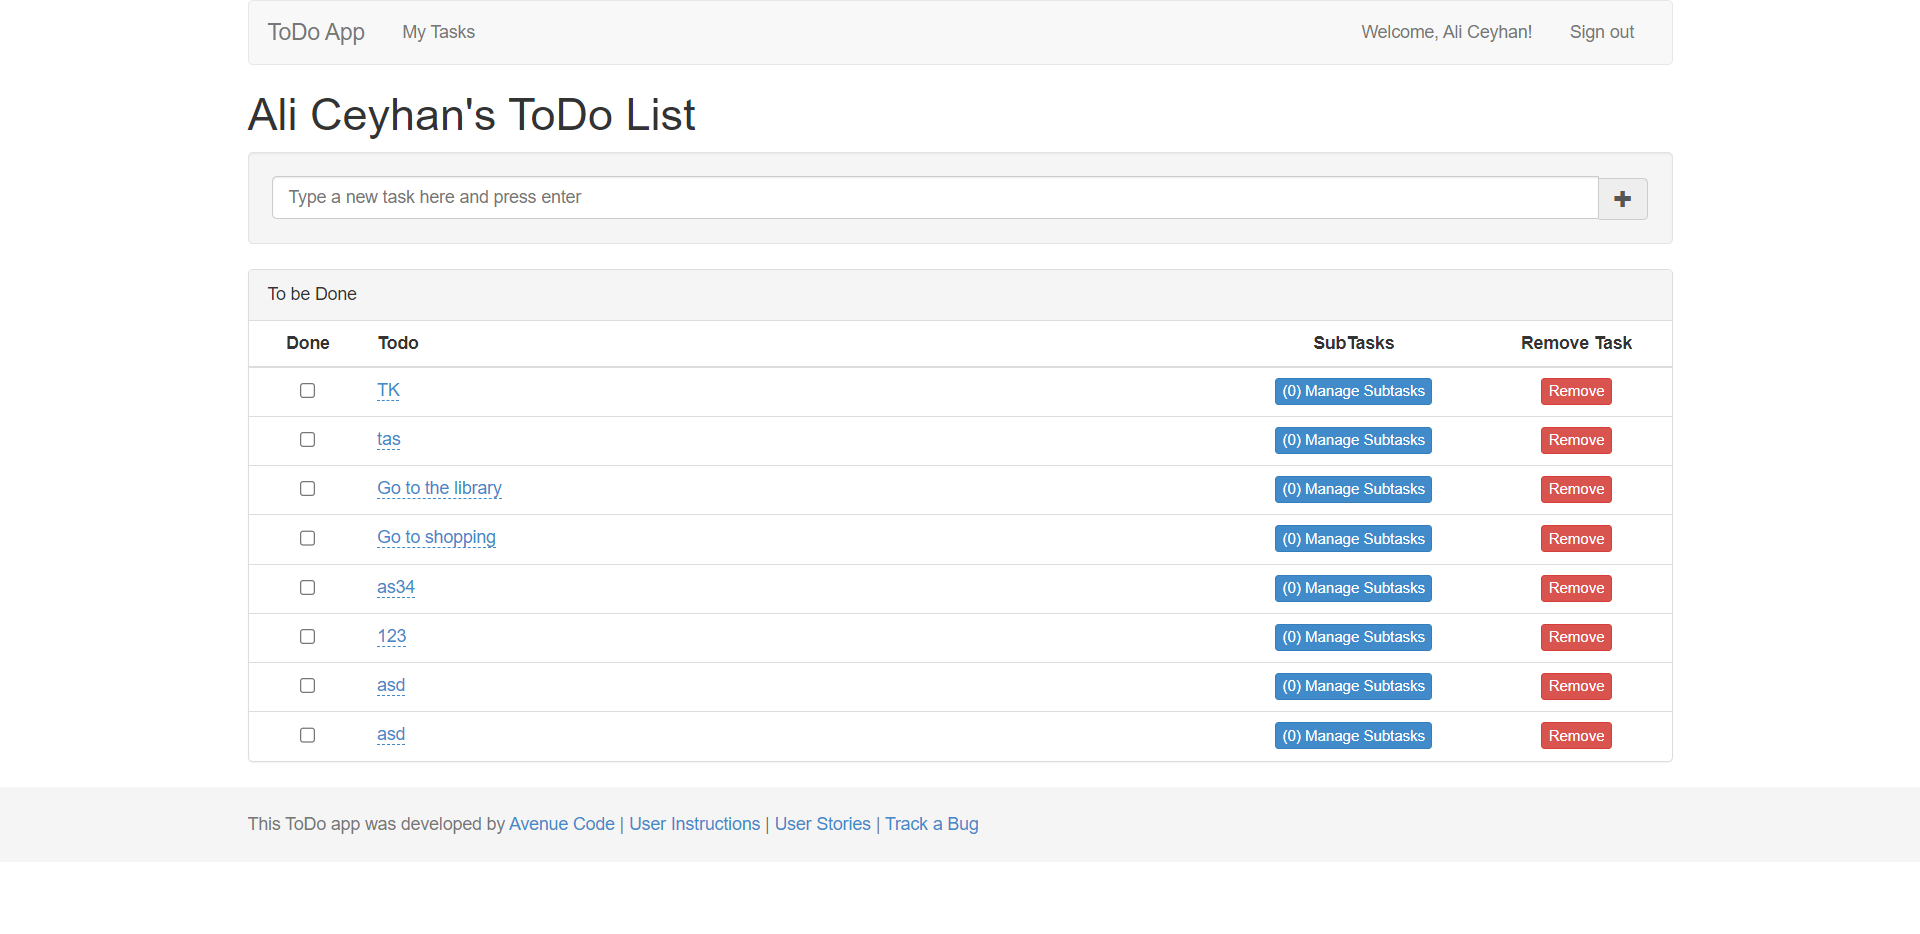 ToDo App My Tasks Welcome, Ali Ceyhan! Sign out
Ali Ceyhan's ToDo List
Type a new task here and press enter
To be Done
Done Todo SubTasks Remove Task
TK (0) Manage Subtasks Remove
tas (0) Manage Subtasks Remove
Go to the library (0) Manage Subtasks Remove
Go to shopping (0) Manage Subtasks Remove
as34 (0) Manage Subtasks Remove
123 (0) Manage Subtasks Remove
asd (0) Manage Subtasks Remove
asd (0) Manage Subtasks Remove
This ToDo app was developed by Avenue Code | User Instructions | User Stories | Track a Bug